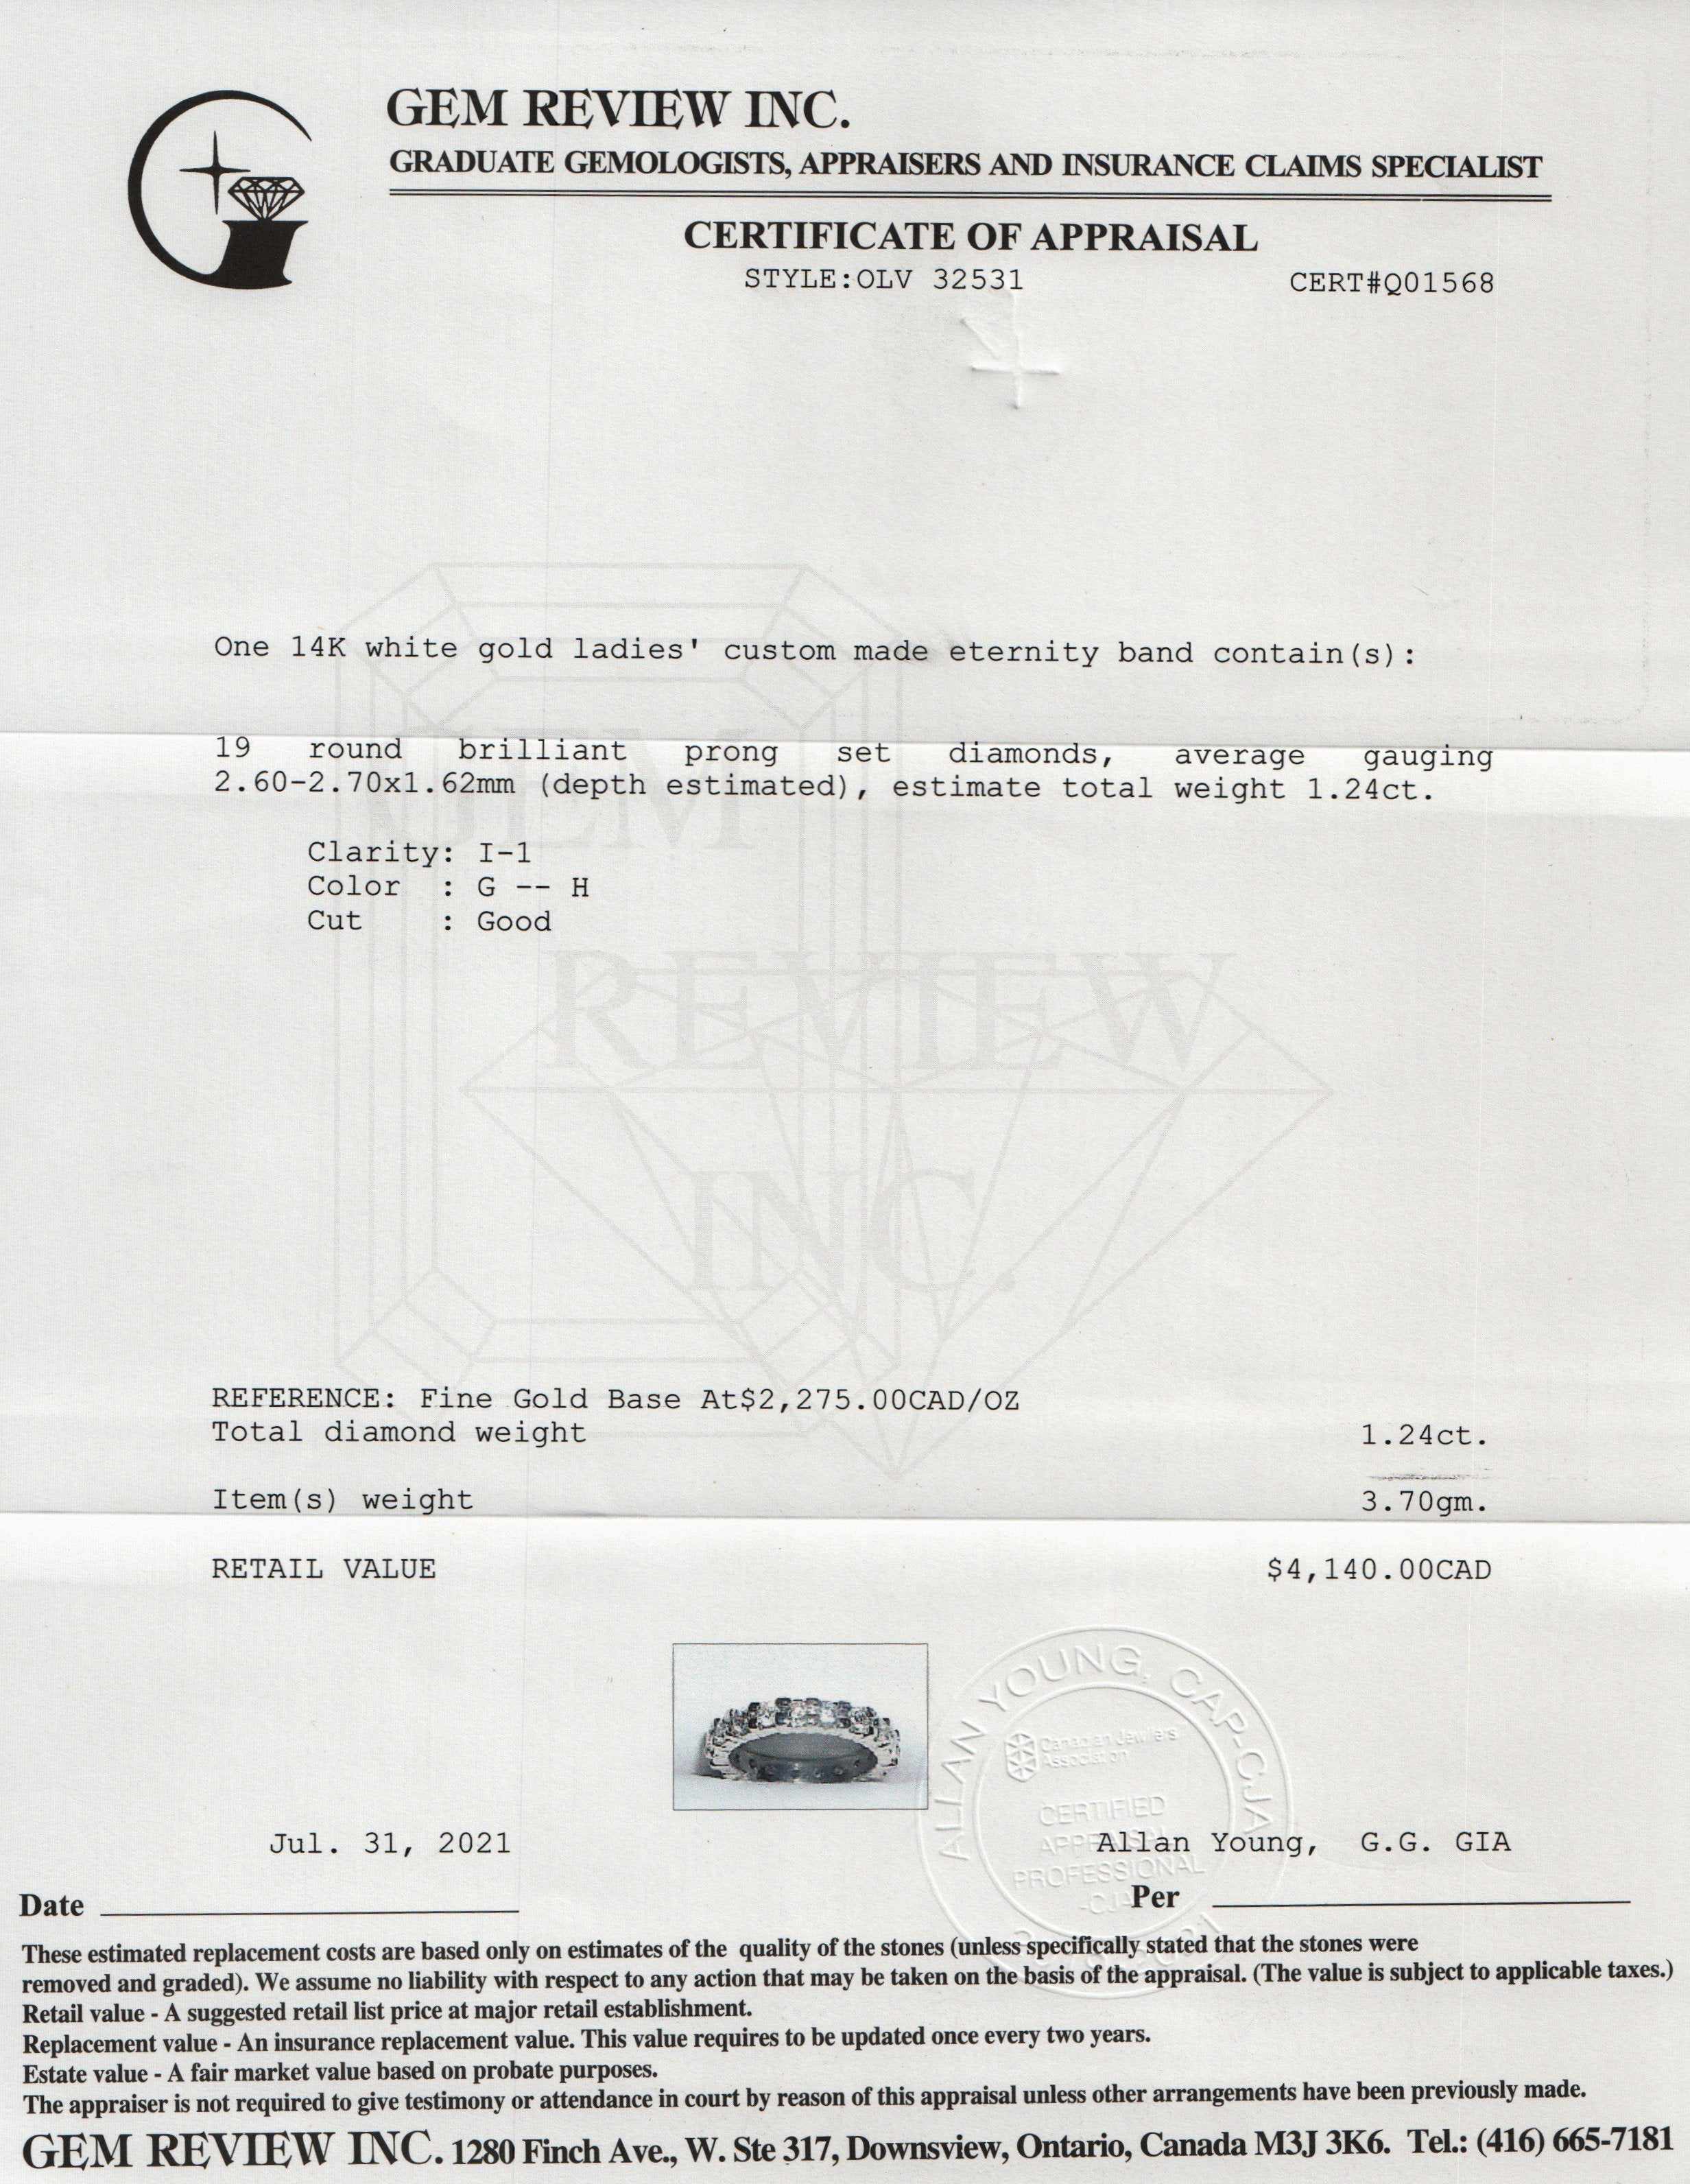 GEM REVIEW INC.
GRADUATE GEMOLOGISTS, APPRAISERS AND INSURANCE CLAIMS SPECIALIST
CERTIFICATE OF APPRAISAL
STYLE:OLV 32531 CERT#Q01568
One 14K white gold ladies' custom made eternity band contain(s):
19 round brilliant prong set diamonds, average gauging
2.60-2.70x1.62mm (depth estimated), estimate total weight 1.24ct.
Clarity: I-1
Color : G -- H
Cut : Good
GEM
REVIEW
INC.
REFERENCE: Fine Gold Base At$2,275.00CAD/OZ
Total diamond weight 1.24ct.
Item(s) weight 3.70gm.
RETAIL VALUE $4,140.00CAD
ALLAN YOUNG, CAP-CJA
Canadian Jewellers
Association
CERTIFIED
APPRAISAL
PROFESSIONAL
-CJA
Jul. 31, 2021 Allan Young, G.G. GIA
Date Per
These estimated replacement costs are based only on estimates of the quality of the stones (unless specifically stated that the stones were
removed and graded). We assume no liability with respect to any action that may be taken on the basis of the appraisal. (The value is subject to applicable taxes.)
Retail value - A suggested retail list price at major retail establishment.
Replacement value - An insurance replacement value. This value requires to be updated once every two years.
Estate value - A fair market value based on probate purposes.
The appraiser is not required to give testimony or attendance in court by reason of this appraisal unless other arrangements have been previously made.
GEM REVIEW INC. 1280 Finch Ave., W. Ste 317, Downsview, Ontario, Canada M3J 3K6. Tel.: (416) 665-7181